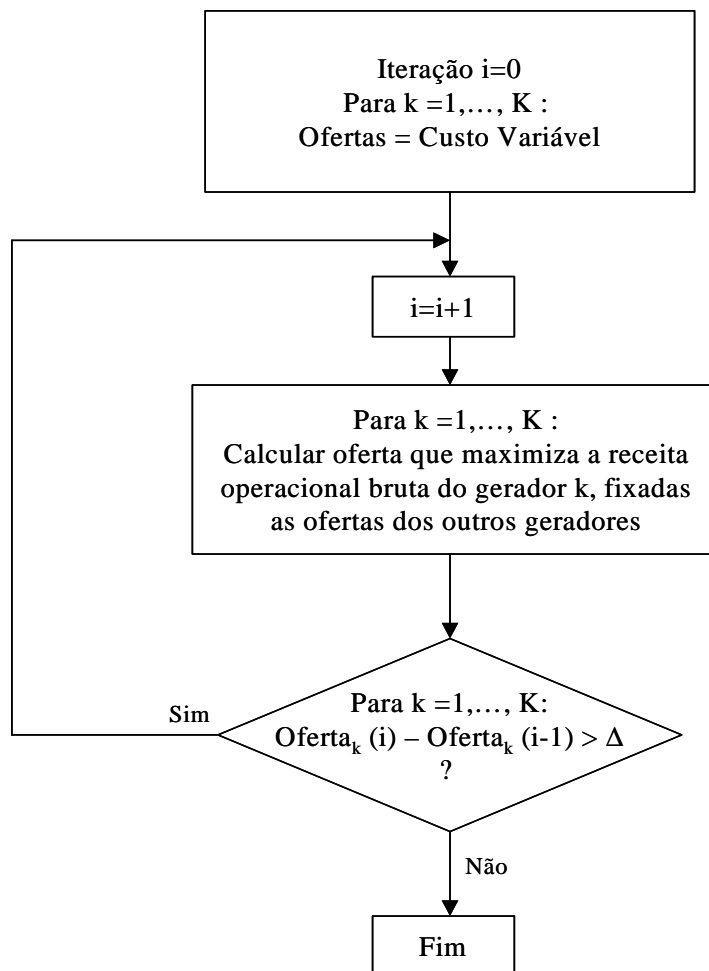 Iteração i=0
Para k =1,…, K :
Ofertas = Custo Variável
i=i+1
Para k =1,…, K :
Calcular oferta que maximiza a receita
operacional bruta do gerador k, fixadas
as ofertas dos outros geradores
Sim
Para k =1,…, K:
Ofertaₖ (i) – Ofertaₖ (i-1) > Δ
?
Não
Fim